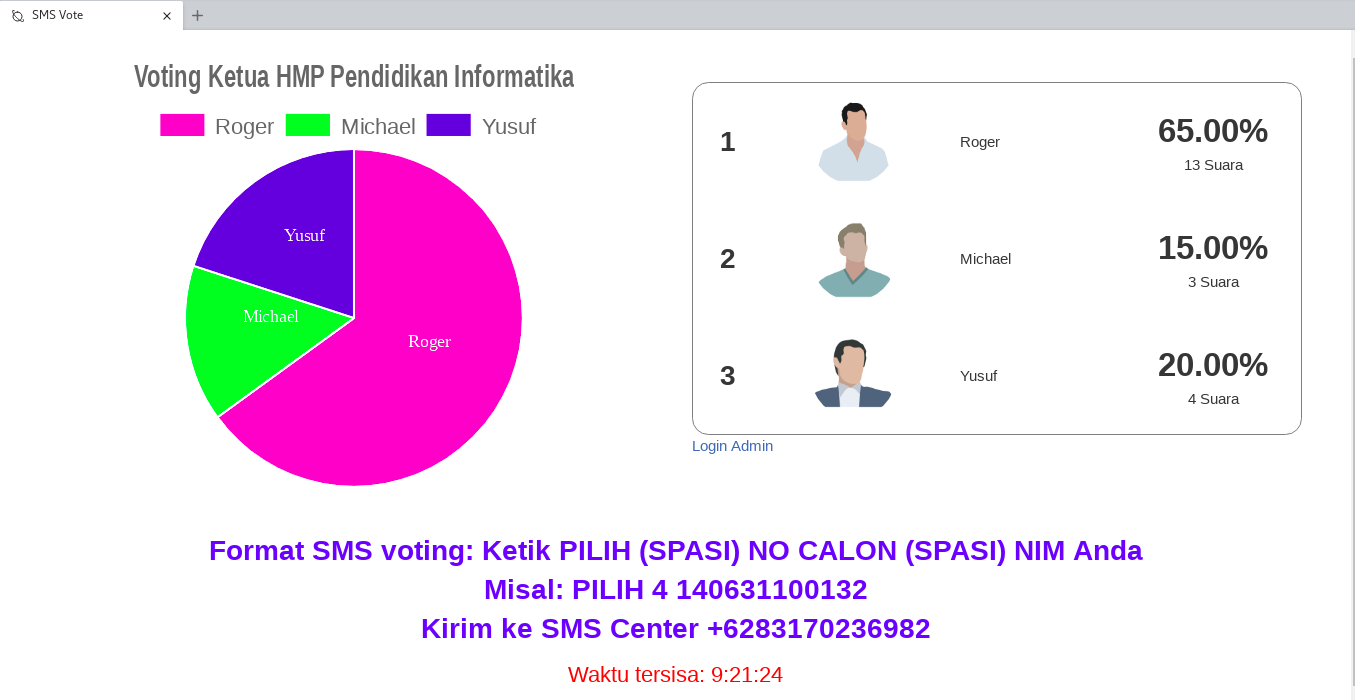 SMS Vote
Voting Ketua HMP Pendidikan Informatika
Roger Michael Yusuf
Yusuf
Michael
Roger
1 Roger 65.00%
13 Suara
2 Michael 15.00%
3 Suara
3 Yusuf 20.00%
4 Suara
Login Admin
Format SMS voting: Ketik PILIH (SPASI) NO CALON (SPASI) NIM Anda
Misal: PILIH 4 140631100132
Kirim ke SMS Center +6283170236982
Waktu tersisa: 9:21:24